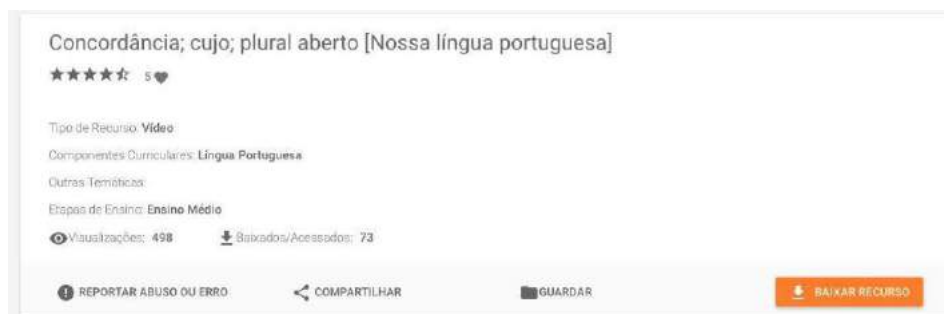 Concordância; cujo; plural aberto [Nossa língua portuguesa]
5
Tipo de Recurso: Vídeo
Componentes Curriculares: Língua Portuguesa
Outras Temáticas:
Etapas de Ensino: Ensino Médio
Visualizações: 498 Baixados/Acessados: 73
REPORTAR ABUSO OU ERRO COMPARTILHAR GUARDAR BAIXAR RECURSO